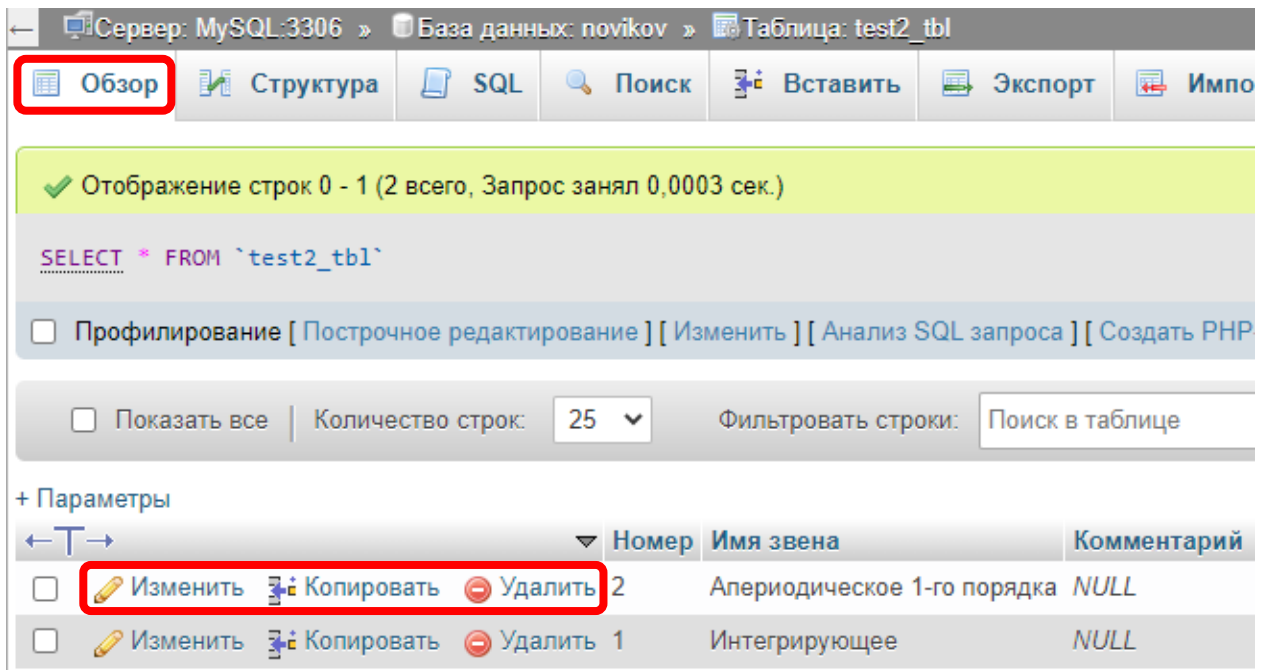 Сервер: MySQL:3306 » База данных: novikov » Таблица: test2_tbl
Обзор Структура SQL Поиск Вставить Экспорт Импо
Отображение строк 0 - 1 (2 всего, Запрос занял 0,0003 сек.)
SELECT * FROM `test2_tbl`
Профилирование [ Построчное редактирование ] [ Изменить ] [ Анализ SQL запроса ] [ Создать PHP-
Показать все | Количество строк: 25 Фильтровать строки: Поиск в таблице
+ Параметры
←T→ Номер Имя звена Комментарий
Изменить Копировать Удалить 2 Апериодическое 1-го порядка NULL
Изменить Копировать Удалить 1 Интегрирующее NULL